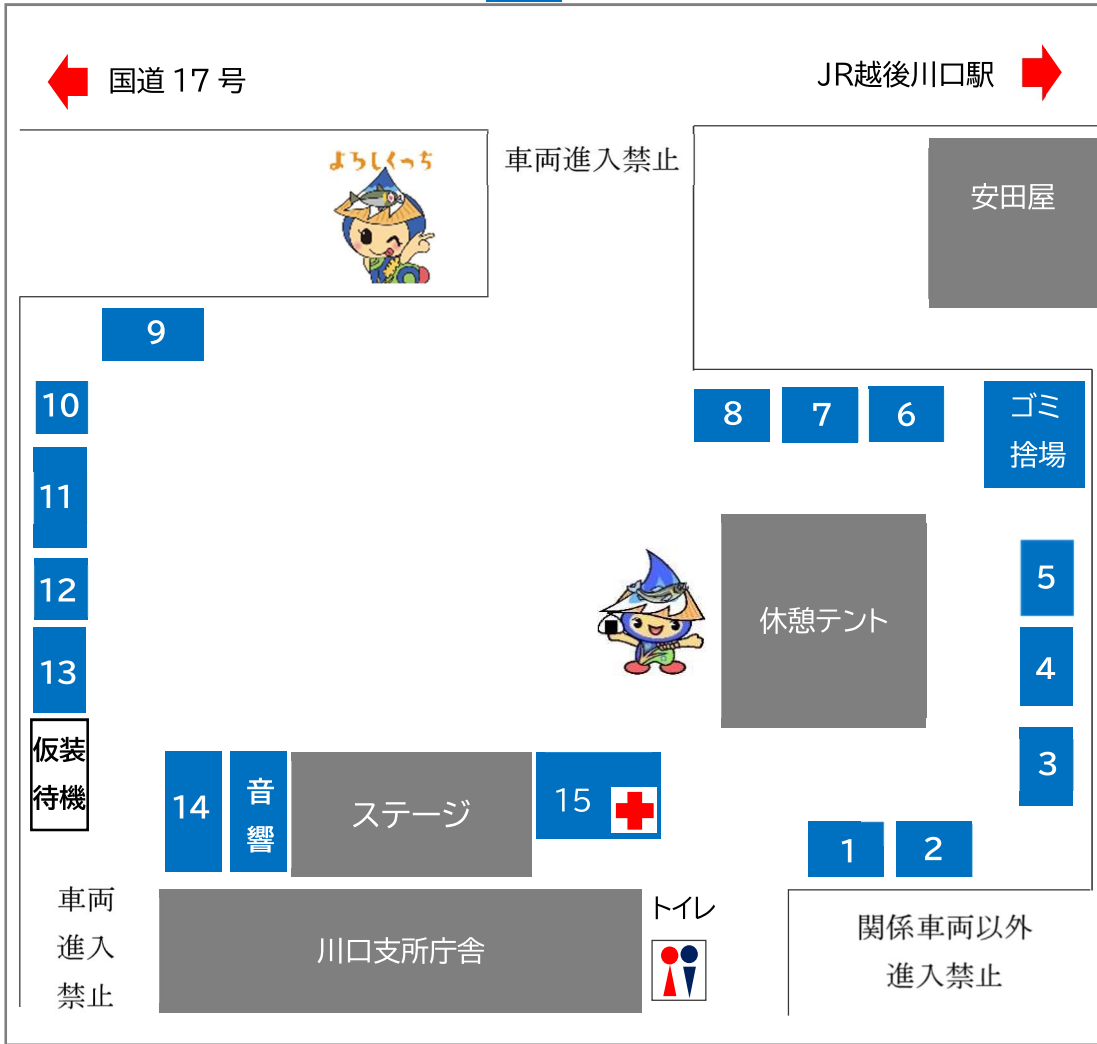 国道 17 号
JR越後川口駅
よろしくっち
車両進入禁止
安田屋
9
10
8
7
6
ゴミ
捨場
11
12
5
休憩テント
13
4
仮装
待機
3
14
音
響
ステージ
15
1
2
車両
進入
禁止
川口支所庁舎
トイレ
関係車両以外
進入禁止